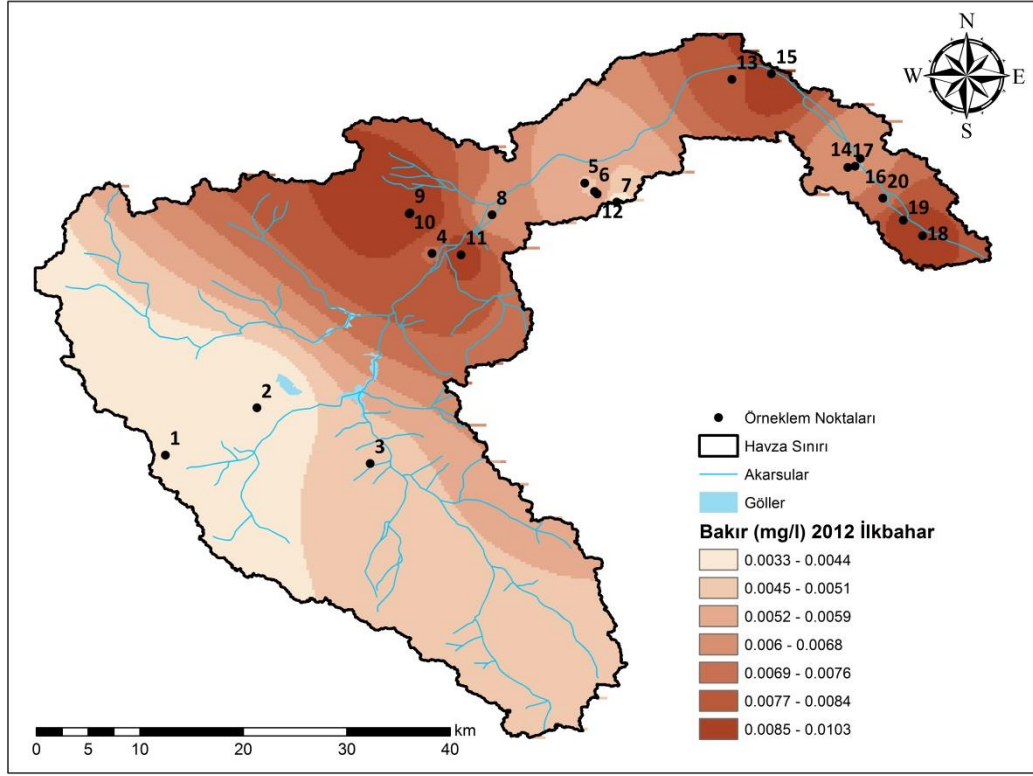 N
W E
S
13
15
14
17
16
20
19
18
5
6
7
12
8
9
10
4
11
2
1
3
Örneklem Noktaları
Havza Sınırı
Akarsular
Göller
Bakır (mg/l) 2012 İlkbahar
0.0033 - 0.0044
0.0045 - 0.0051
0.0052 - 0.0059
0.006 - 0.0068
0.0069 - 0.0076
0.0077 - 0.0084
0.0085 - 0.0103
km
0 5 10 20 30 40